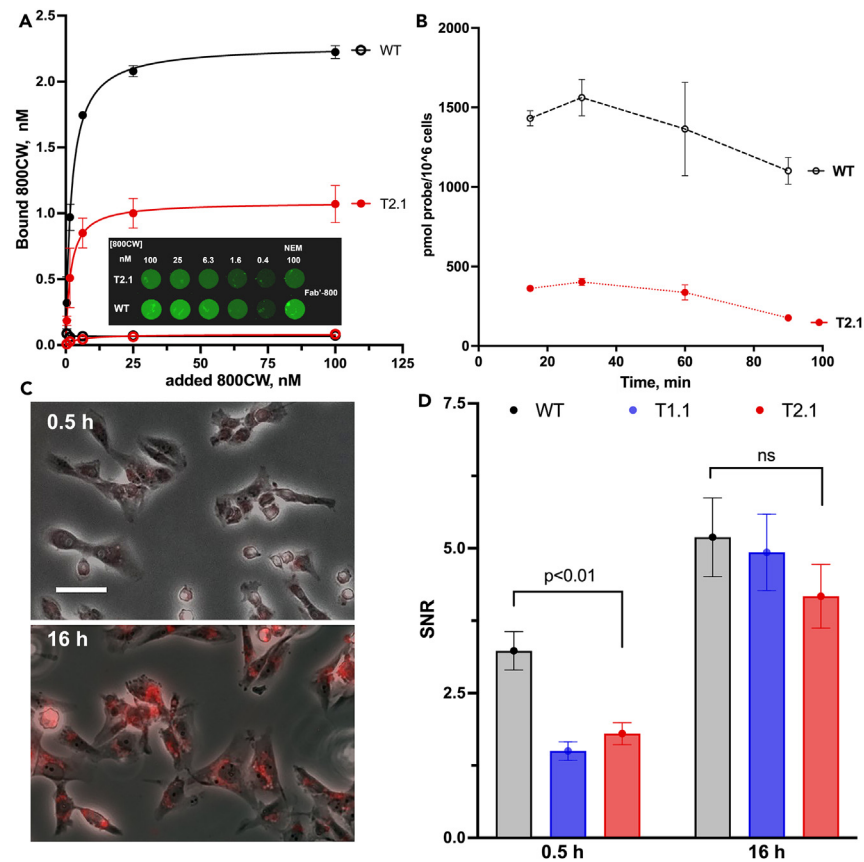 A
Bound 800CW, nM
2.5
2.0
1.5
1.0
0.5
0.0
0 25 50 75 100 125
added 800CW, nM
WT
T2.1
[800CW]
nM 100 25 6.3 1.6 0.4 NEM 100
T2.1
WT
Fab'-800
B
pmol probe/10^6 cells
2000
1500
1000
500
0
0 20 40 60 80 100
Time, min
WT
T2.1
C
0.5 h
16 h
D
WT T1.1 T2.1
SNR
7.5
5.0
2.5
0.0
p<0.01
ns
0.5 h 16 h